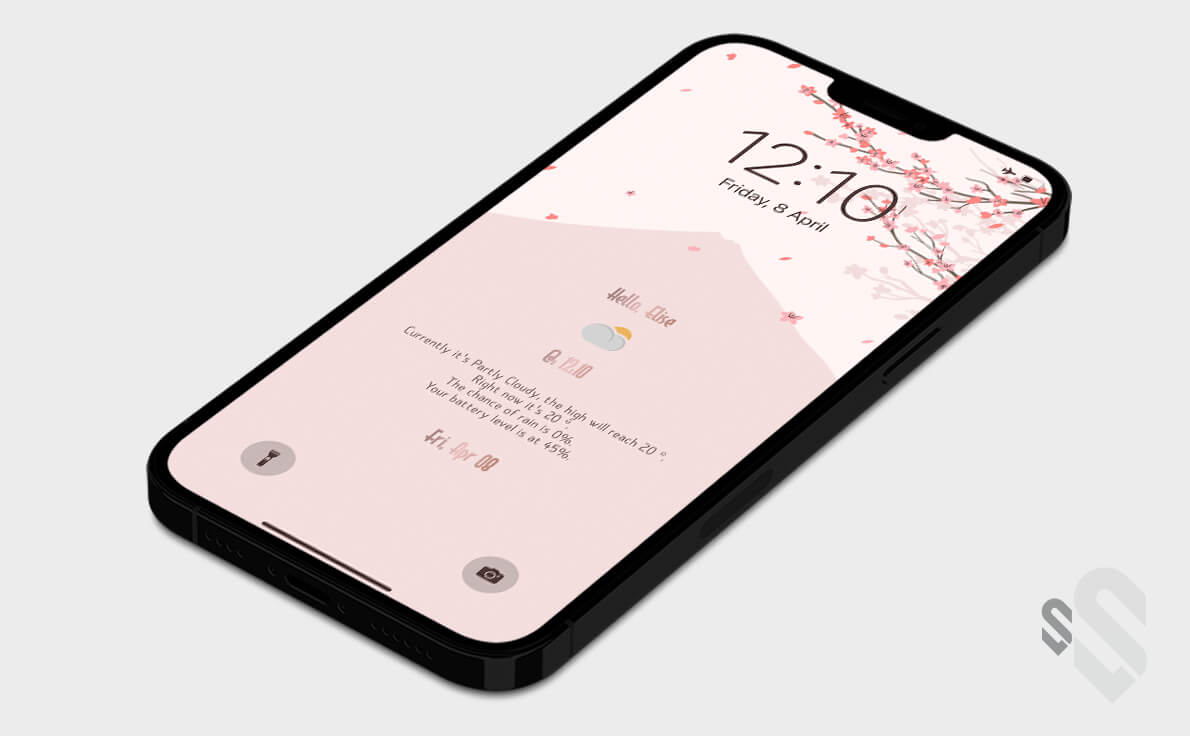 12:10
Friday, 8 April
Hello, Elise
@, 12.10
Currently it's Partly Cloudy, the high will reach 20 °.
Right now it's 20 °.
The chance of rain is 0%.
Your battery level is at 45%.
Fri, Apr 08